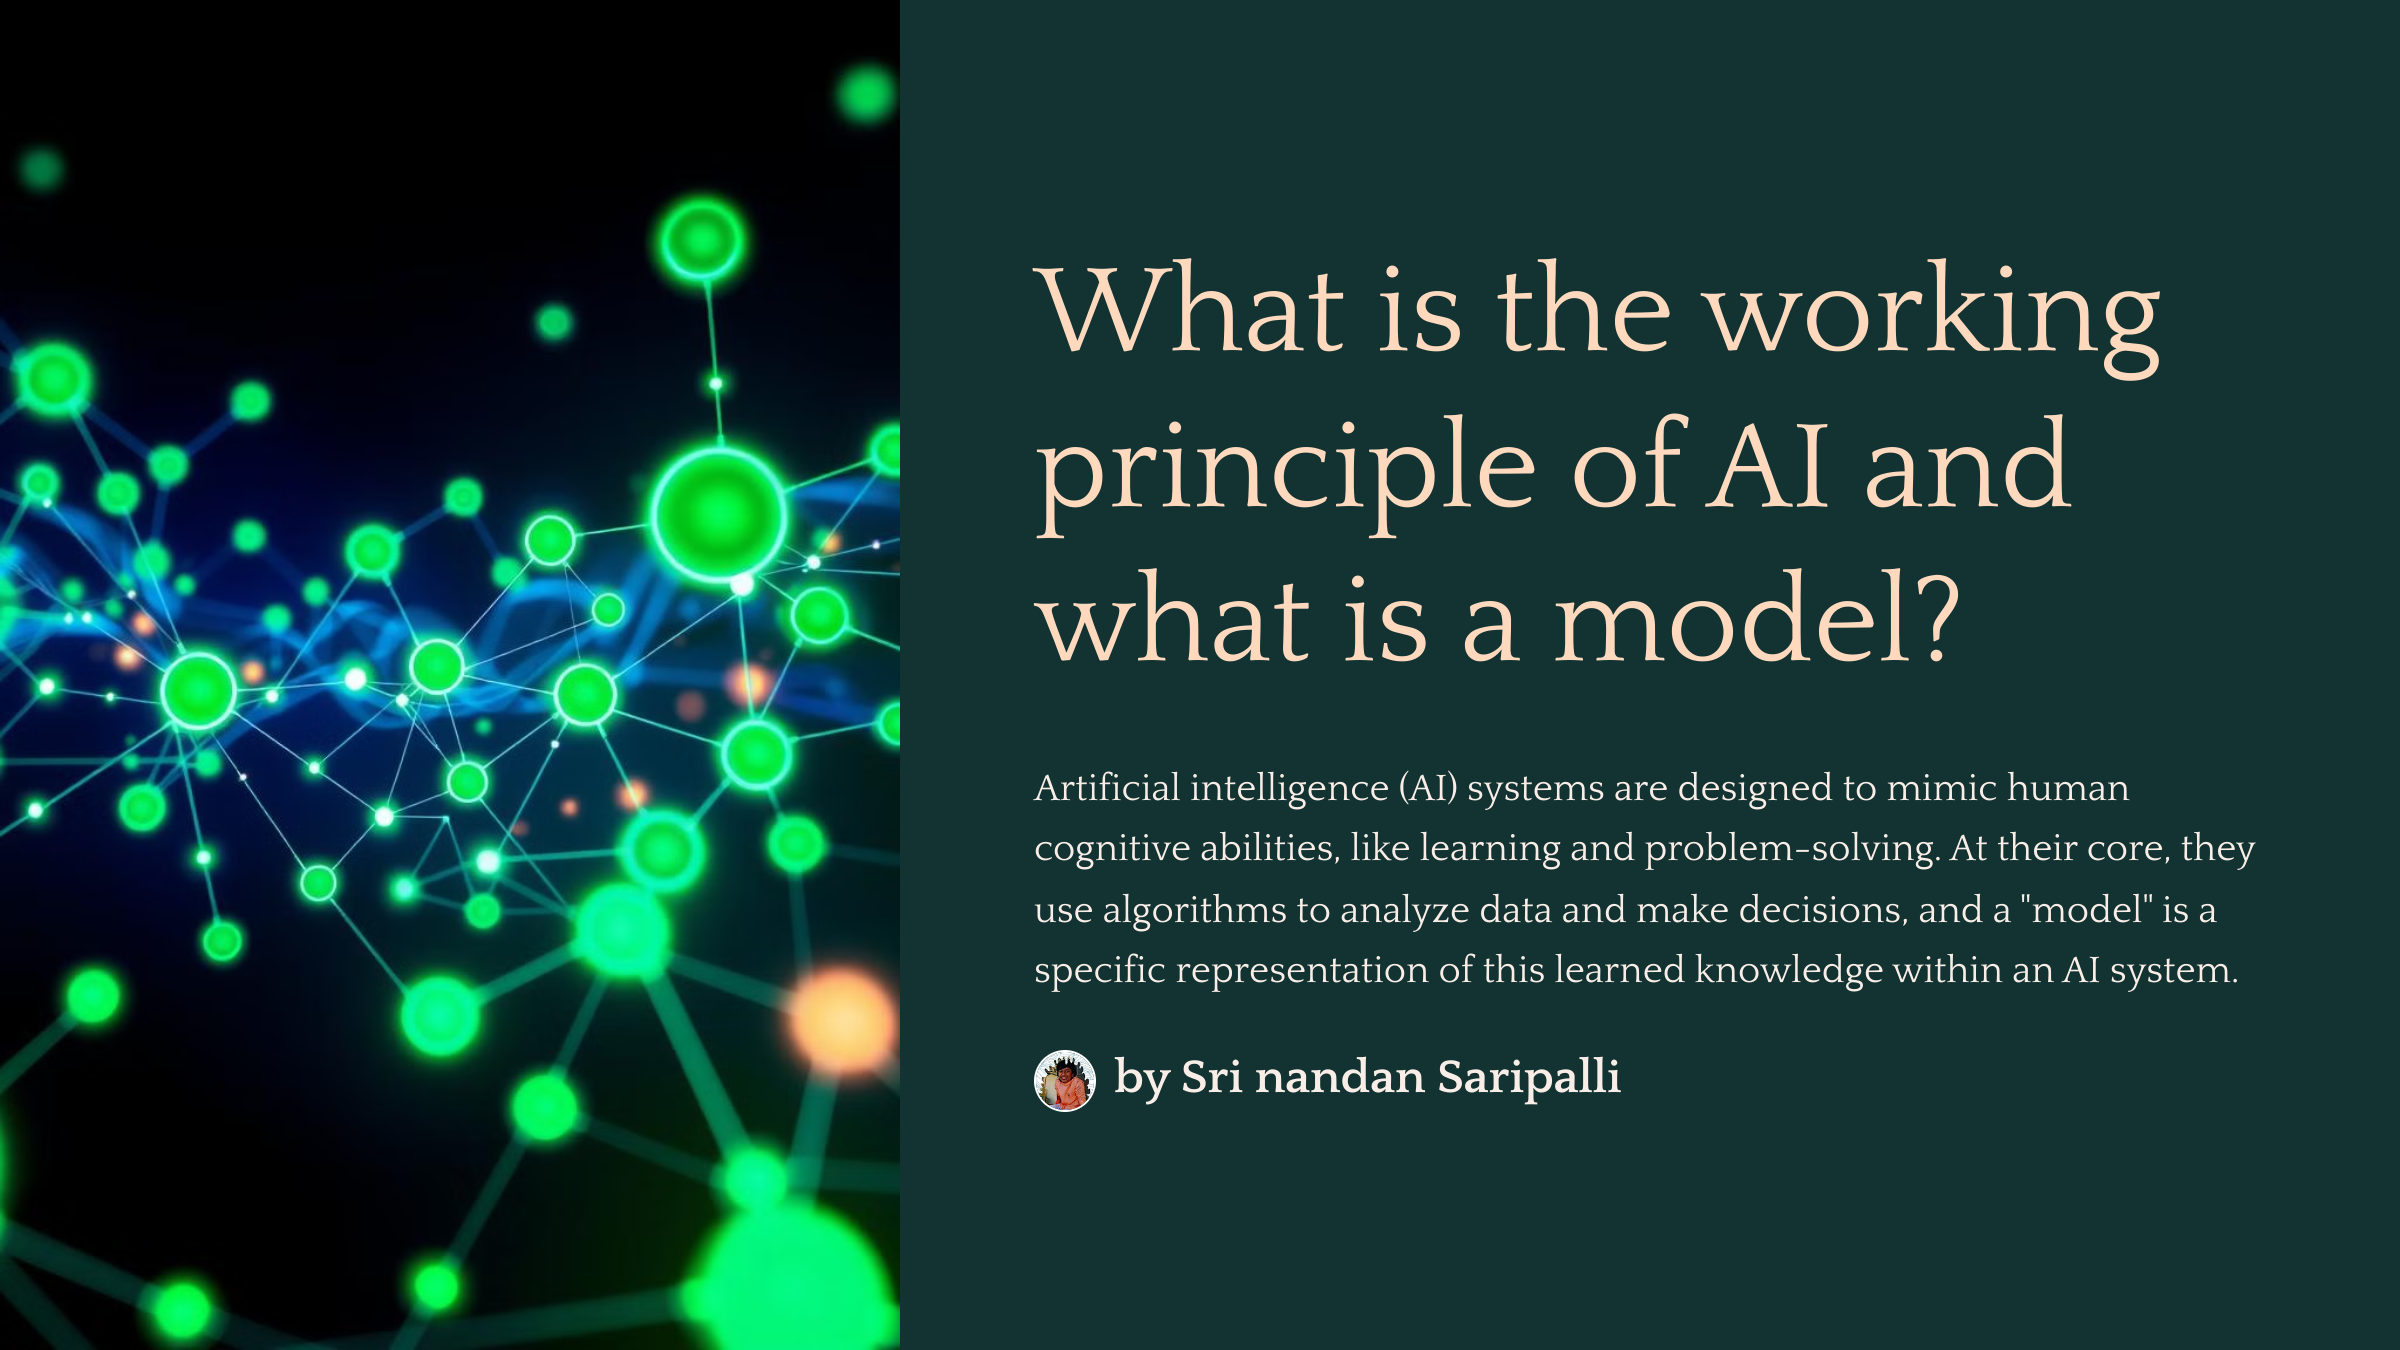 What is the working
principle of AI and
what is a model?
Artificial intelligence (AI) systems are designed to mimic human
cognitive abilities, like learning and problem-solving. At their core, they
use algorithms to analyze data and make decisions, and a "model" is a
specific representation of this learned knowledge within an AI system.
by Sri nandan Saripalli